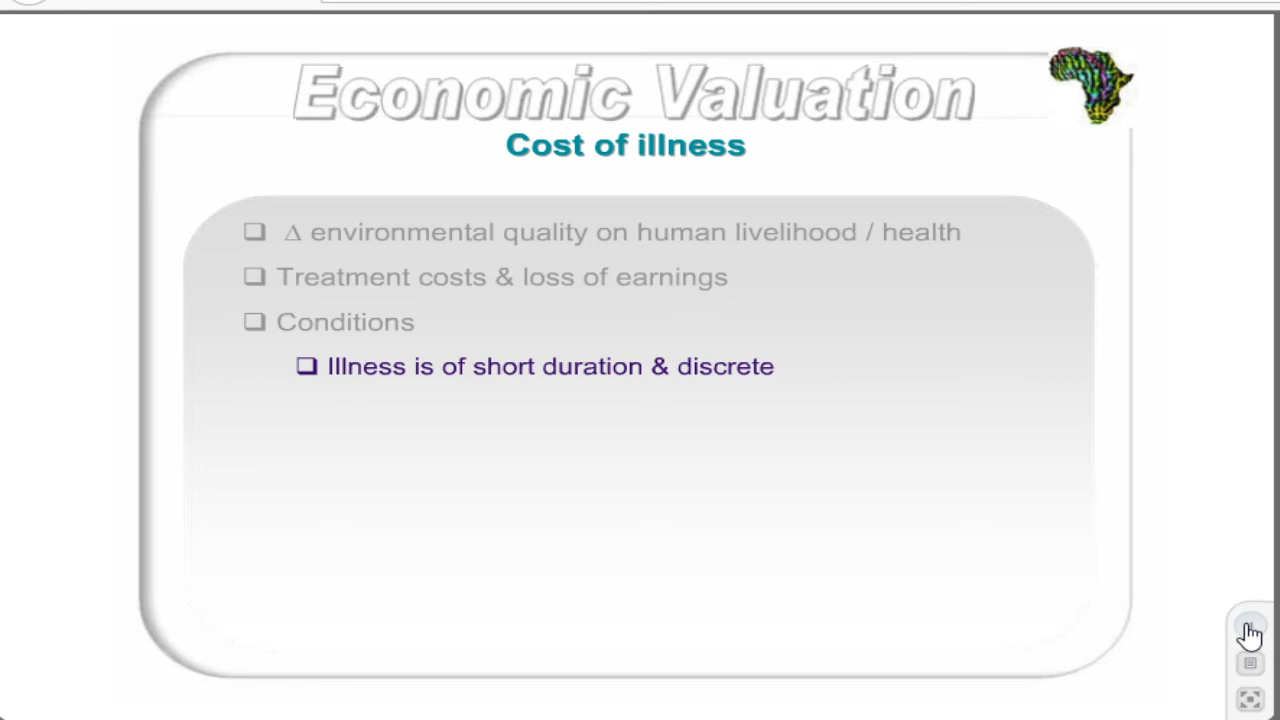 Economic Valuation
Cost of illness
❑ Δ environmental quality on human livelihood / health
❑ Treatment costs & loss of earnings
❑ Conditions
❑ Illness is of short duration & discrete